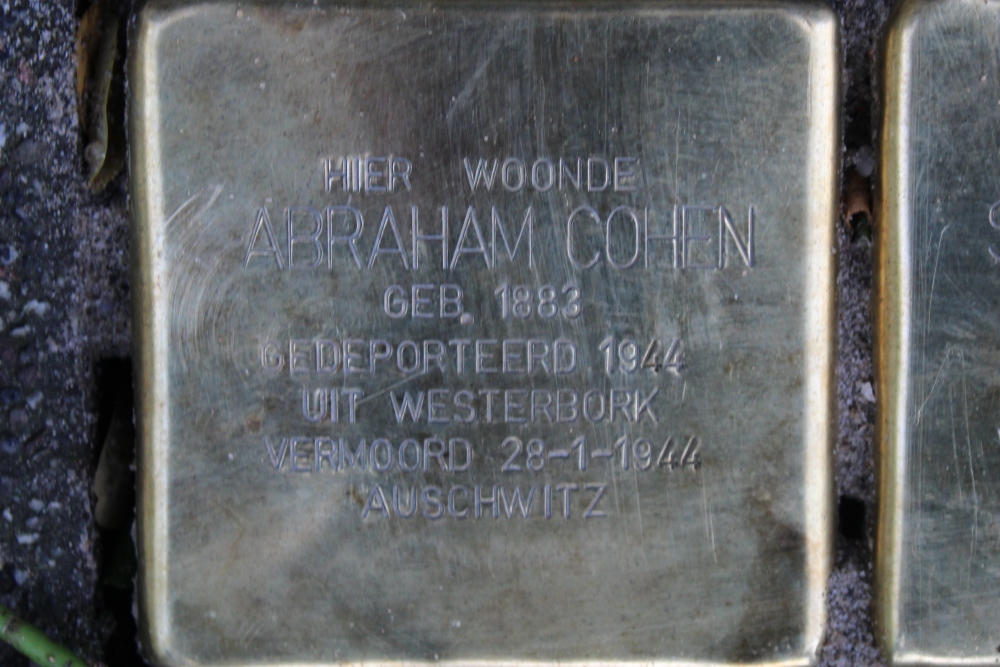 HIER WOONDE
ABRAHAM COHEN
GEB. 1883
GEDEPORTEERD 1944
UIT WESTERBORK
VERMOORD 28-1-1944
AUSCHWITZ